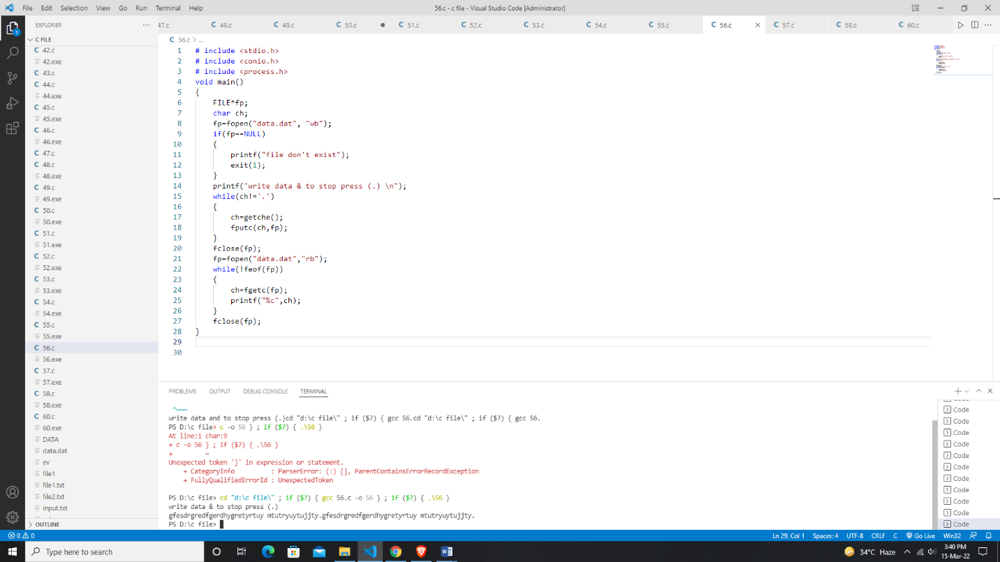 File Edit Selection View Go Run Terminal Help 56.c - c file - Visual Studio Code [Administrator]
EXPLORER ··· 47.c C 48.c C 49.c C 50.c ● C 51.c C 52.c C 53.c C 54.c C 55.c C 56.c × C 57.c C 58.c C 60.c ···
1
C FILE
C 56.c > ...
C 42.c
42.exe
C 43.c
C 44.c
44.exe
C 45.c
45.exe
C 46.c
46.exe
C 47.c
C 48.c
48.exe
C 49.c
49.exe
C 50.c
50.exe
C 51.c
51.exe
C 52.c
52.exe
C 53.c
53.exe
C 54.c
54.exe
C 55.c
55.exe
C 56.c
56.exe
C 57.c
57.exe
C 58.c
58.exe
C 60.c
60.exe
DATA
data.dat
ev
file1
file1.txt
file2.txt
input.txt
OUTLINE
1 # include <stdio.h>
2 # include <conio.h>
3 # include <process.h>
4 void main()
5 {
6 FILE*fp;
7 char ch;
8 fp=fopen("data.dat", "wb");
9 if(fp==NULL)
10 {
11 printf("file don't exist");
12 exit(1);
13 }
14 printf("write data & to stop press (.) \n");
15 while(ch!='.')
16 {
17 ch=getche();
18 fputc(ch,fp);
19 }
20 fclose(fp);
21 fp=fopen("data.dat","rb");
22 while(!feof(fp))
23 {
24 ch=fgetc(fp);
25 printf("%c",ch);
26 }
27 fclose(fp);
28 }
29
30
PROBLEMS OUTPUT DEBUG CONSOLE TERMINAL
^~~~
write data and to stop press (.)cd "d:\c file\" ; if ($?) { gcc 56.cd "d:\c file\" ; if ($?) { gcc 56.
PS D:\c file> c -o 56 } ; if ($?) { .\56 }
At line:1 char:9
+ c -o 56 } ; if ($?) { .\56 }
+ ~
Unexpected token '}' in expression or statement.
+ CategoryInfo : ParserError: (:) [], ParentContainsErrorRecordException
+ FullyQualifiedErrorId : UnexpectedToken
PS D:\c file> cd "d:\c file\" ; if ($?) { gcc 56.c -o 56 } ; if ($?) { .\56 }
write data & to stop press (.)
gfesdrgredfgerdhygretyrtuy mtutryuytujjty.gfesdrgredfgerdhygretyrtuy mtutryuytujjty.
PS D:\c file>
Code
Code
Code
Code
Code
Code
Code
Code
Code
Code
Code
0 0 Ln 29, Col 1 Spaces: 4 UTF-8 CRLF C Go Live Win32
Type here to search 34°C Haze 3:40 PM
15-Mar-22